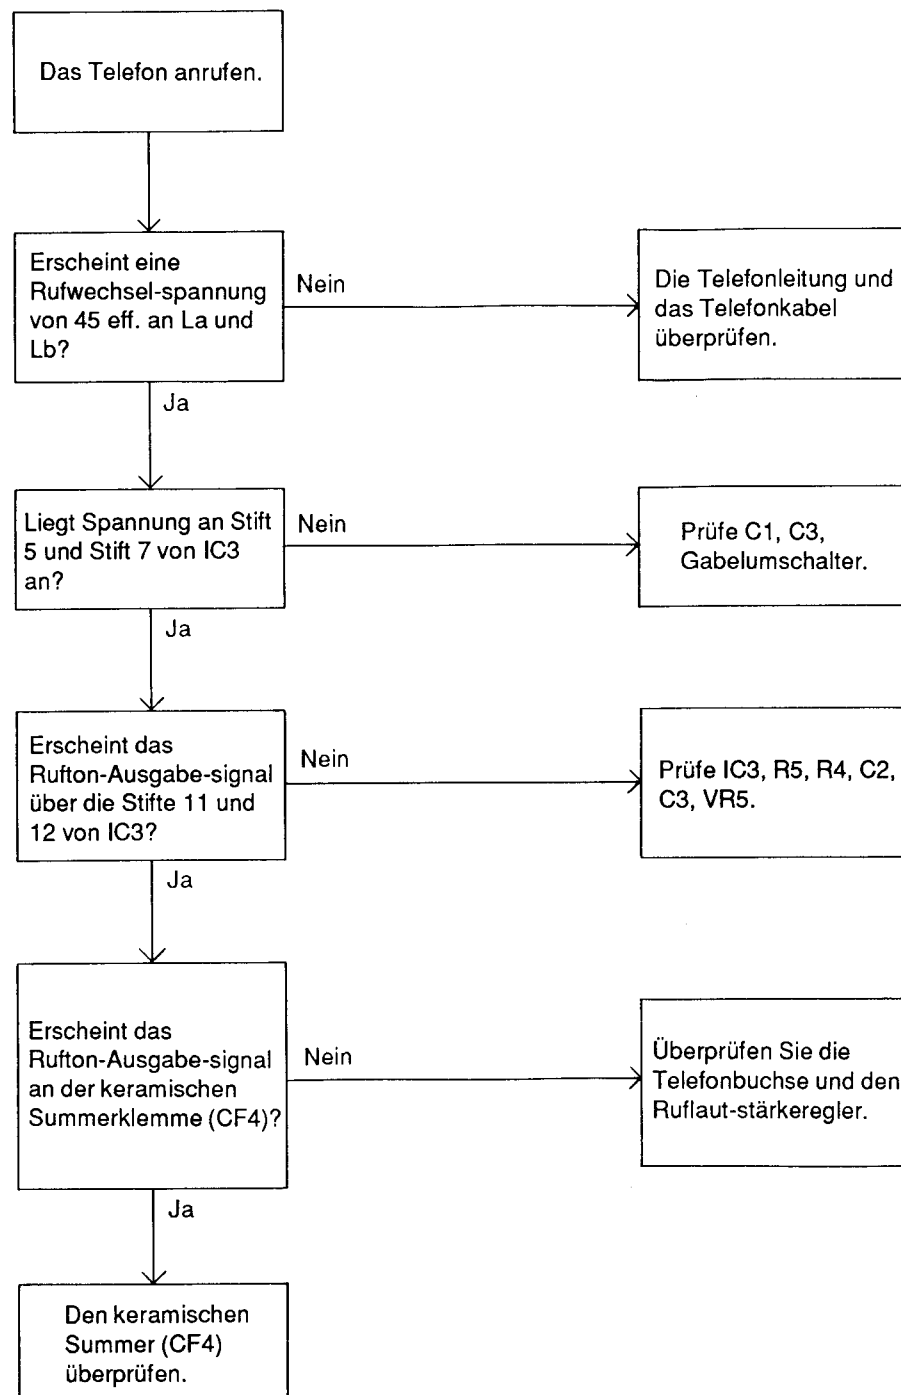 Das Telefon anrufen.
Erscheint eine
Rufwechsel-spannung
von 45 eff. an La und
Lb?
Nein
Die Telefonleitung und
das Telefonkabel
überprüfen.
Ja
Liegt Spannung an Stift
5 und Stift 7 von IC3
an?
Nein
Prüfe C1, C3,
Gabelumschalter.
Ja
Erscheint das
Rufton-Ausgabe-signal
über die Stifte 11 und
12 von IC3?
Nein
Prüfe IC3, R5, R4, C2,
C3, VR5.
Ja
Erscheint das
Rufton-Ausgabe-signal
an der keramischen
Summerklemme (CF4)?
Nein
Überprüfen Sie die
Telefonbuchse und den
Ruflaut-stärkeregler.
Ja
Den keramischen
Summer (CF4)
überprüfen.